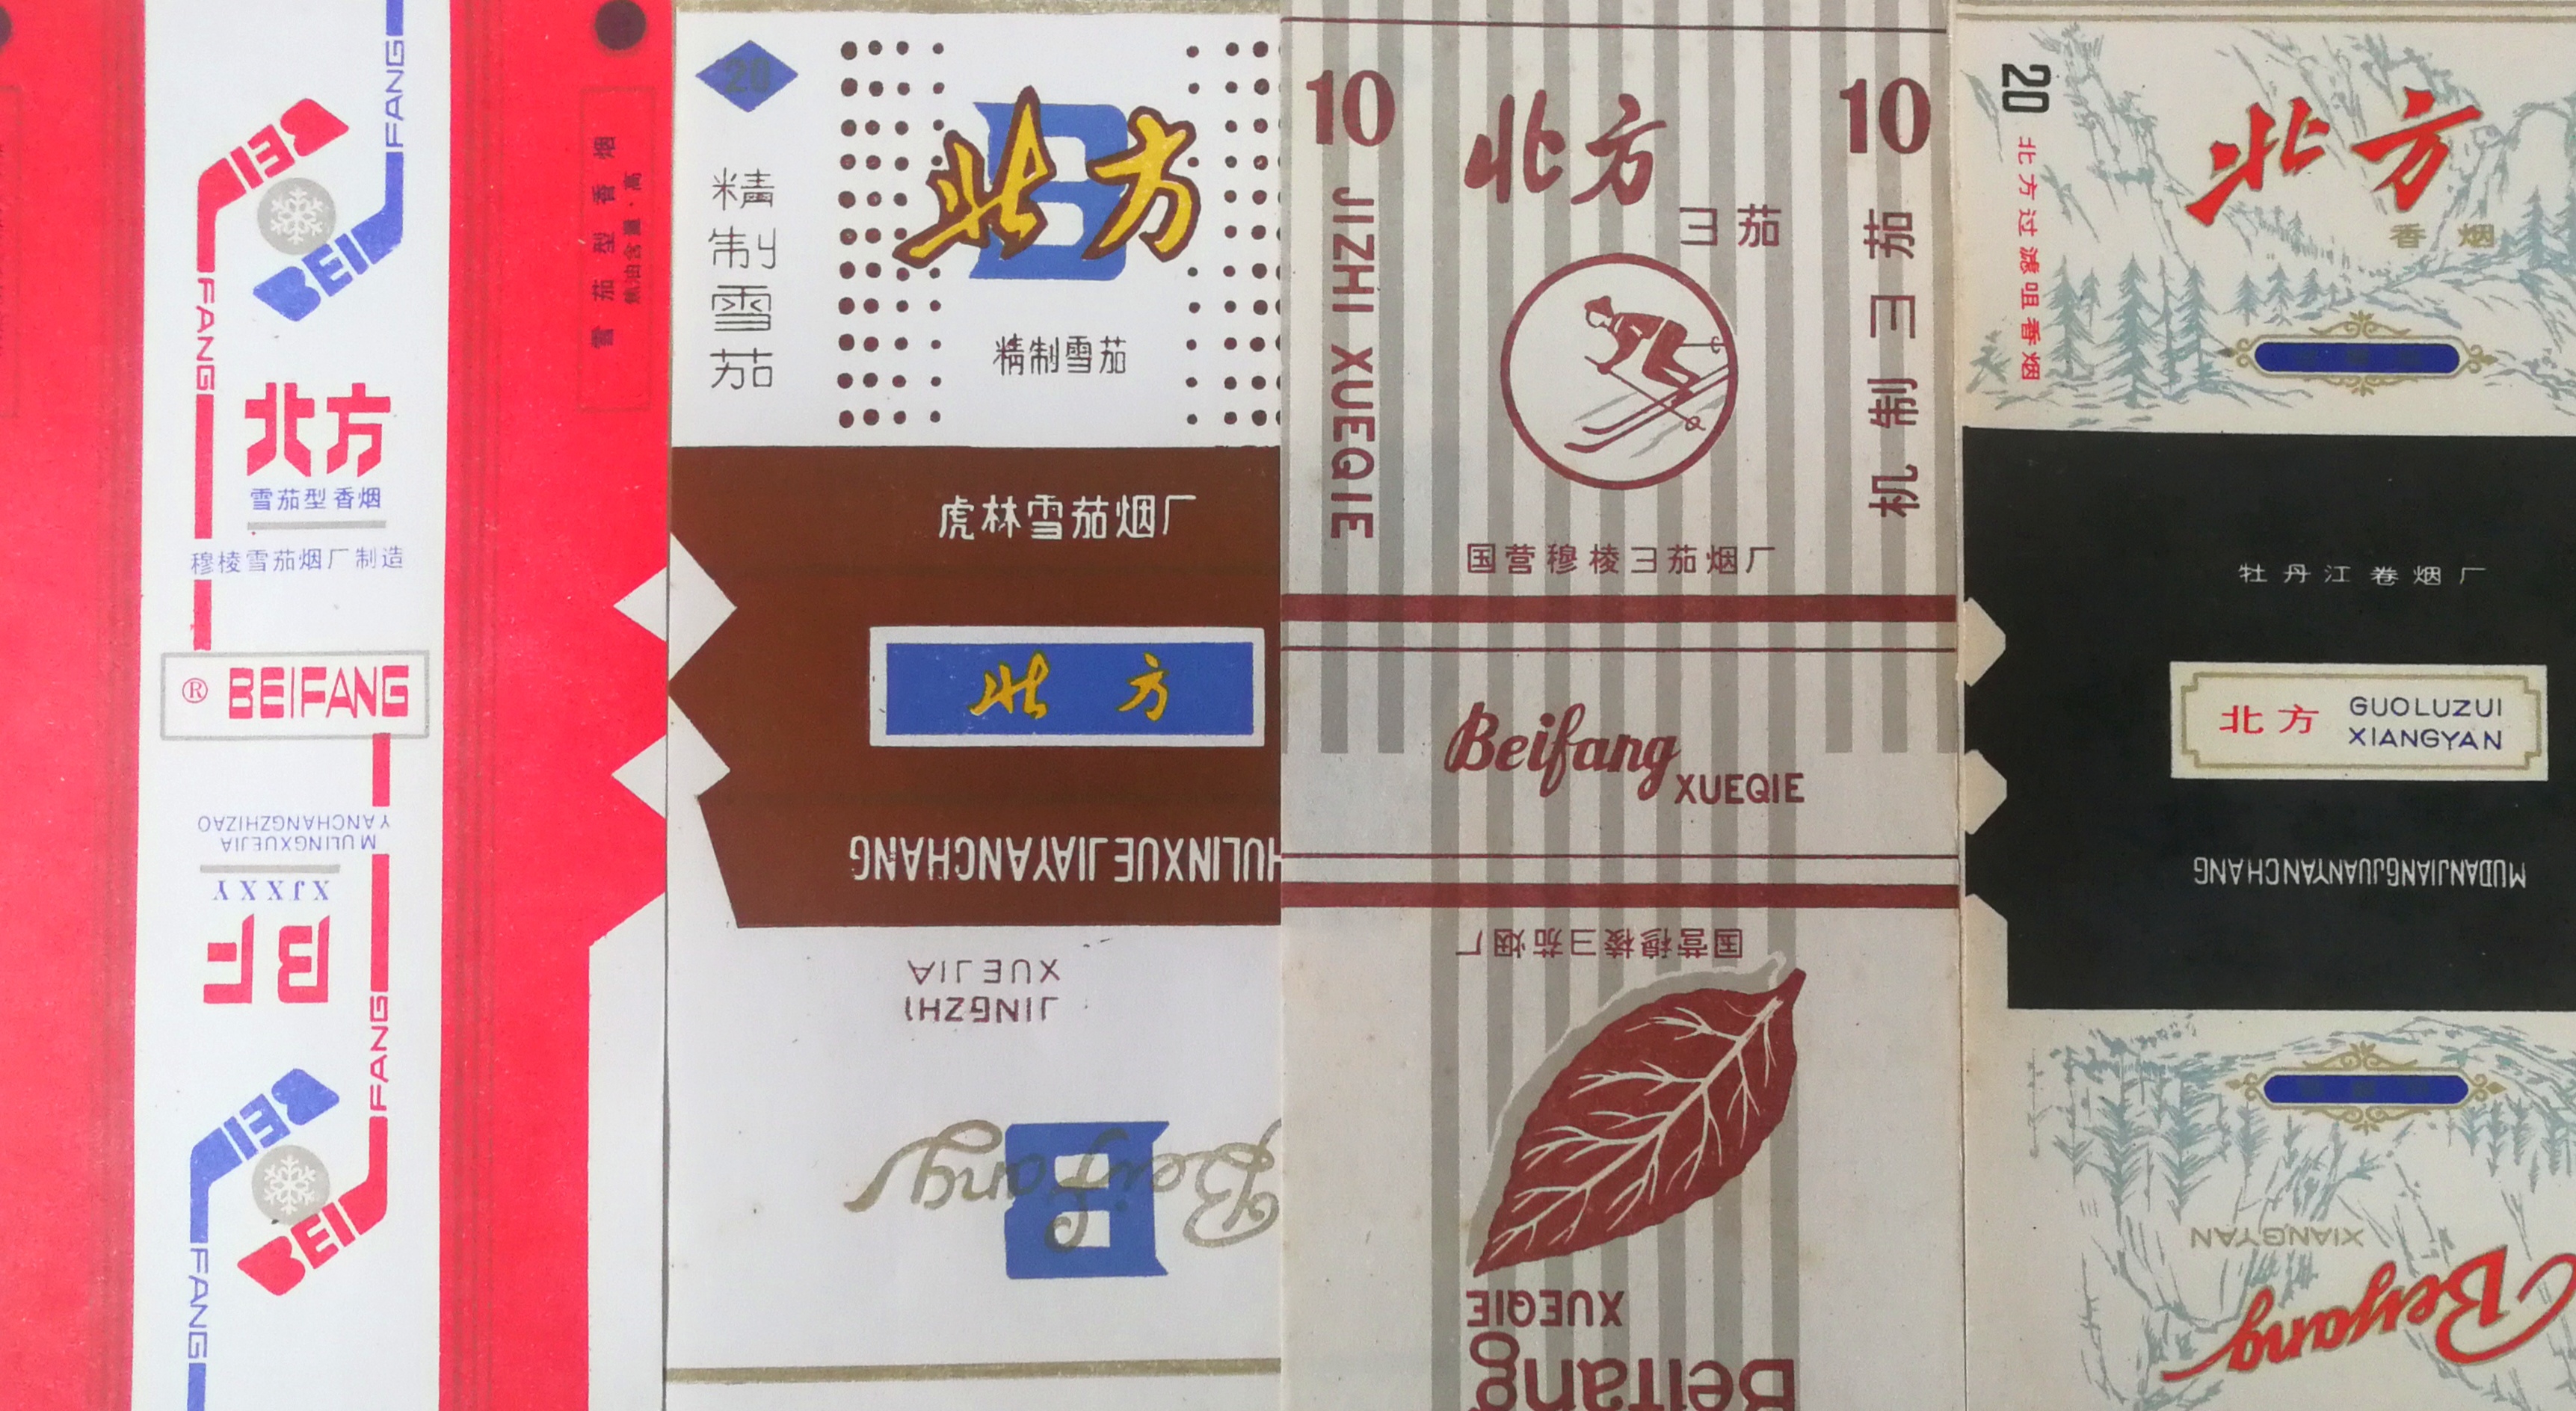 FANG
BEI
BEI
FANG
北方
雪茄型香烟
穆棱雪茄烟厂制造
® BEIFANG
MULINGXUEJIA
YANCHANGZHIZAO
XJXXY
BF
FANG
BEI
BEI
FANG
雪茄型香烟
焦油含量·高
20
精制雪茄
北方
B
精制雪茄
虎林雪茄烟厂
北方
HULINXUEJIAYANCHANG
JINGZHI
XUEJIA
Beifang
B
10
10
北方
彐茄
JIZHI XUEQIE
机制彐茄
国营穆棱彐茄烟厂
Beifang
XUEQIE
国营穆棱彐茄烟厂
Beifang
XUEQIE
20
北方过滤咀香烟
北方
香烟
牡丹江卷烟厂
北方
GUOLUZUI
XIANGYAN
MUDANJIANGJUANYANCHANG
Beifang
XIANGYAN